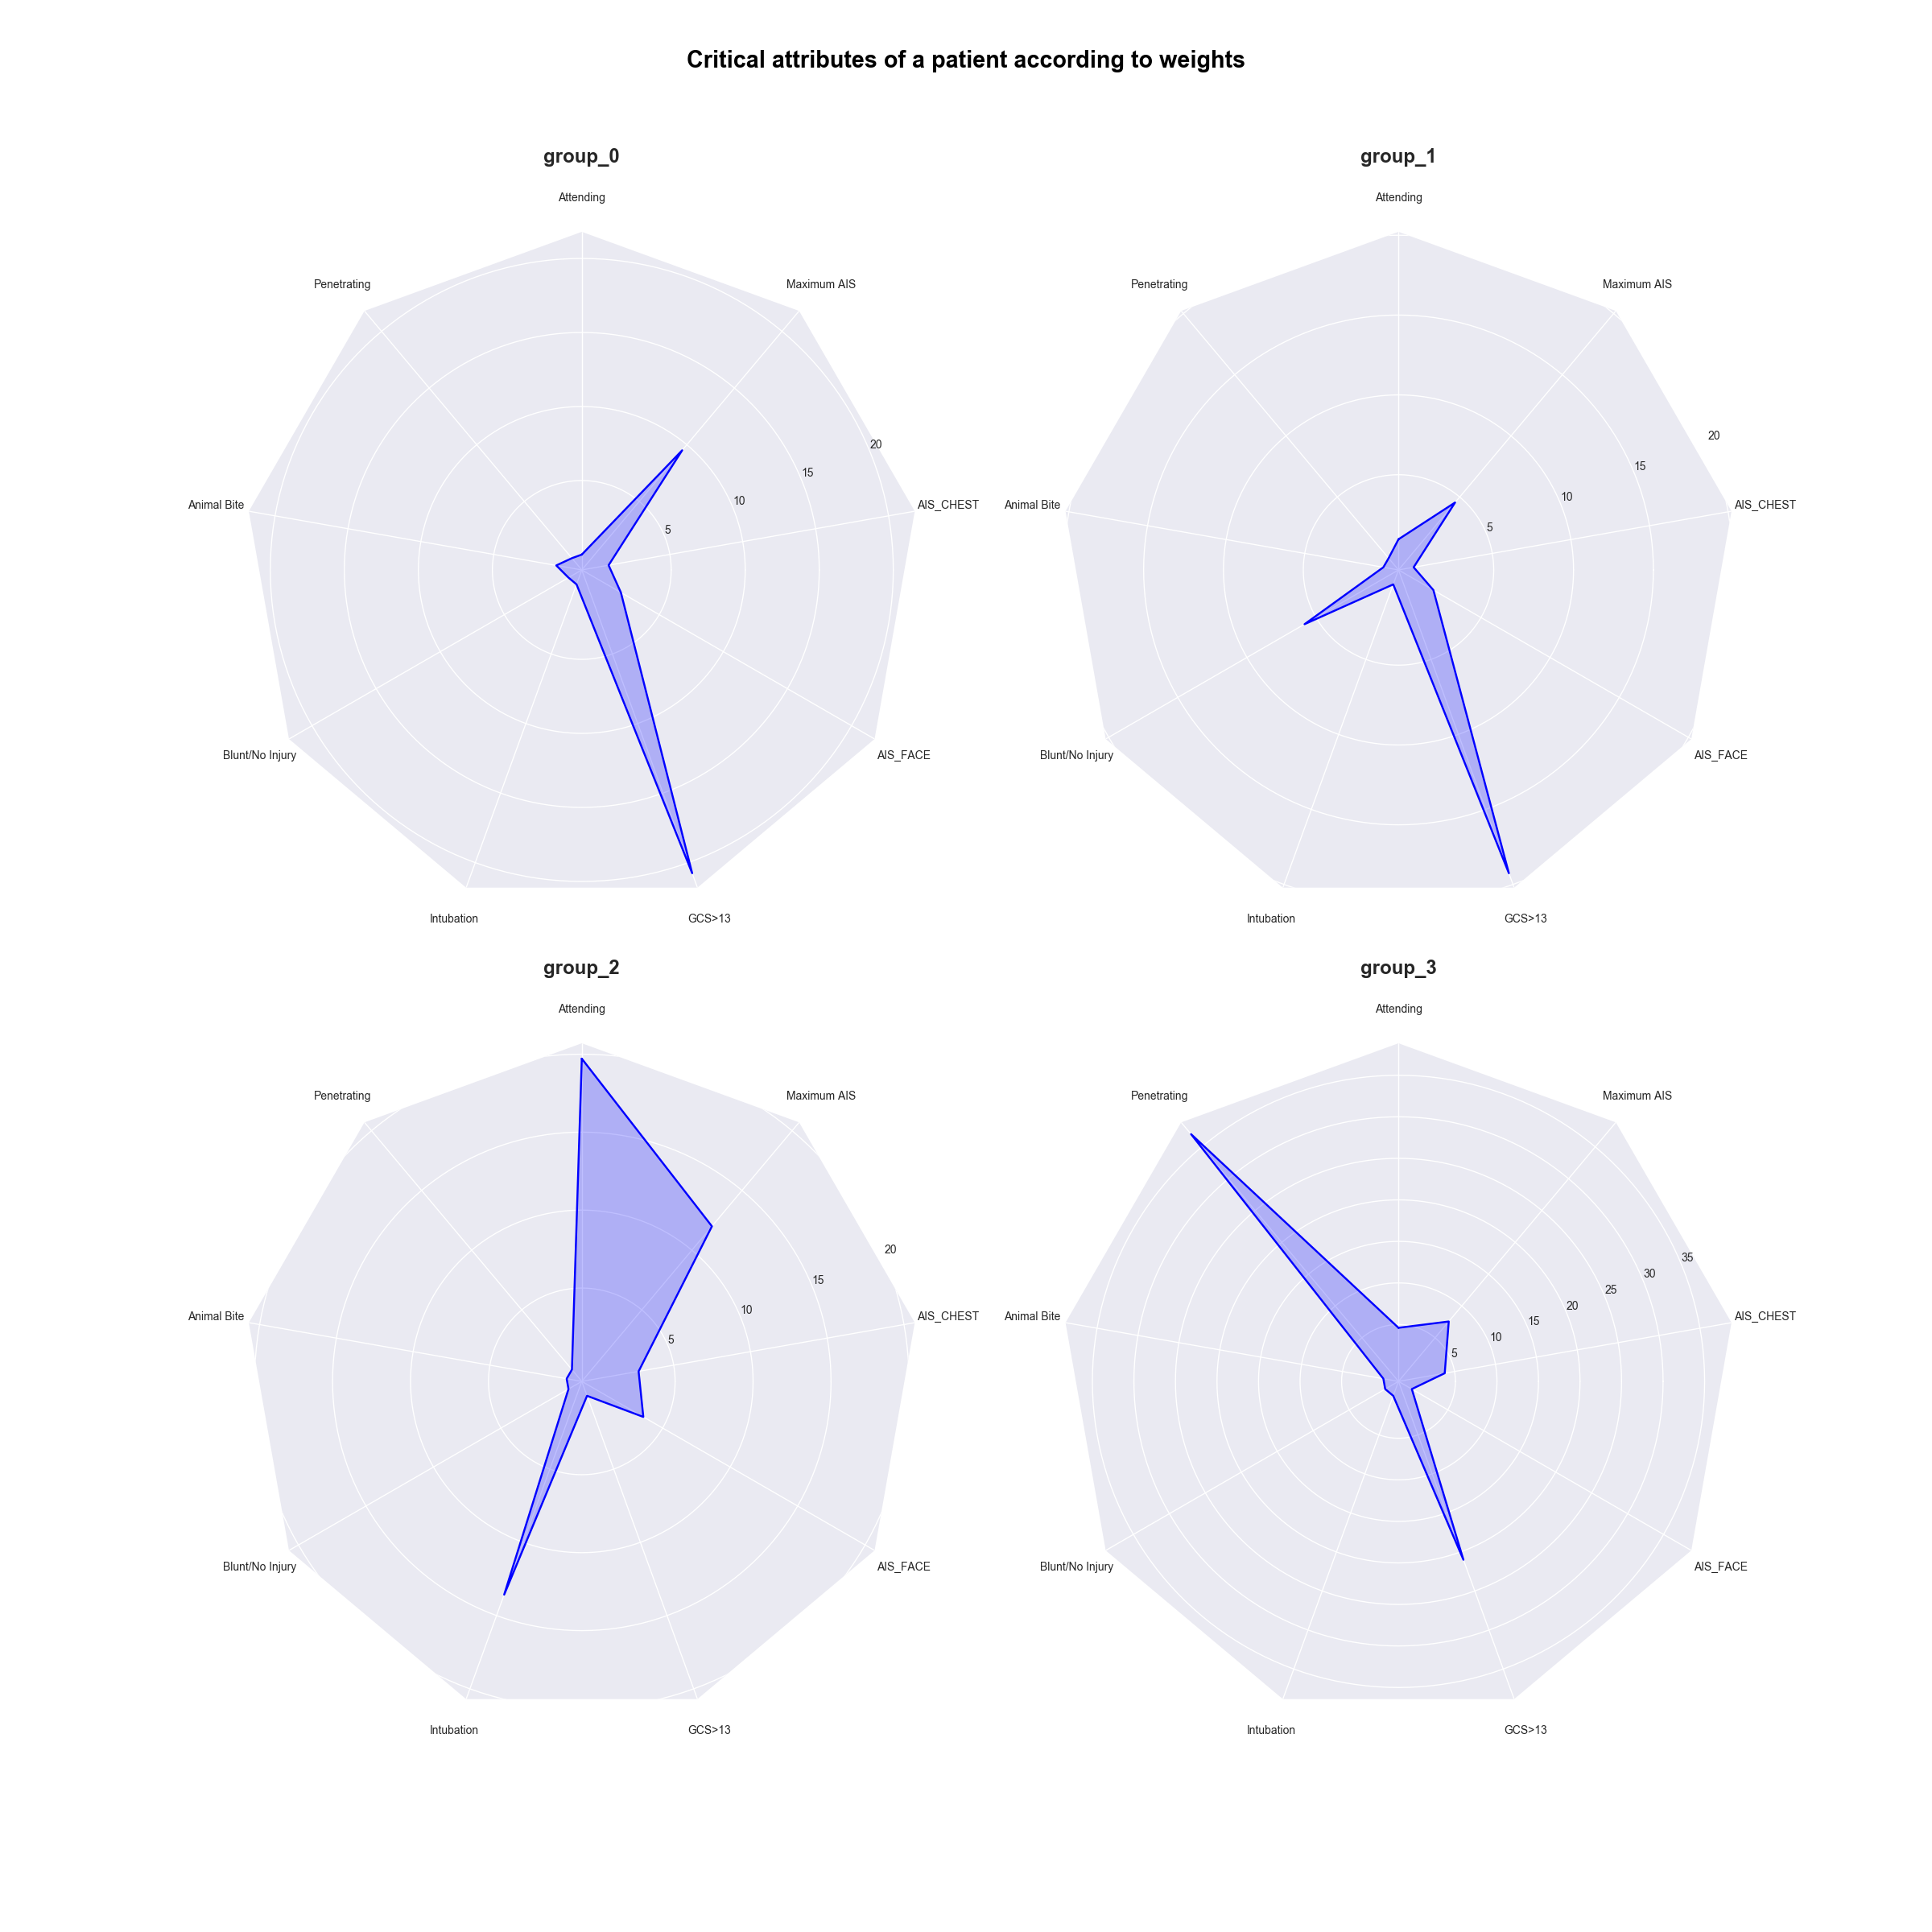 Critical attributes of a patient according to weights
group_0
Attending
Penetrating
Maximum AIS
Animal Bite
AIS_CHEST
Blunt/No Injury
AIS_FACE
Intubation
GCS>13
5
10
15
20
group_1
Attending
Penetrating
Maximum AIS
Animal Bite
AIS_CHEST
Blunt/No Injury
AIS_FACE
Intubation
GCS>13
5
10
15
20
group_2
Attending
Penetrating
Maximum AIS
Animal Bite
AIS_CHEST
Blunt/No Injury
AIS_FACE
Intubation
GCS>13
5
10
15
20
group_3
Attending
Penetrating
Maximum AIS
Animal Bite
AIS_CHEST
Blunt/No Injury
AIS_FACE
Intubation
GCS>13
5
10
15
20
25
30
35